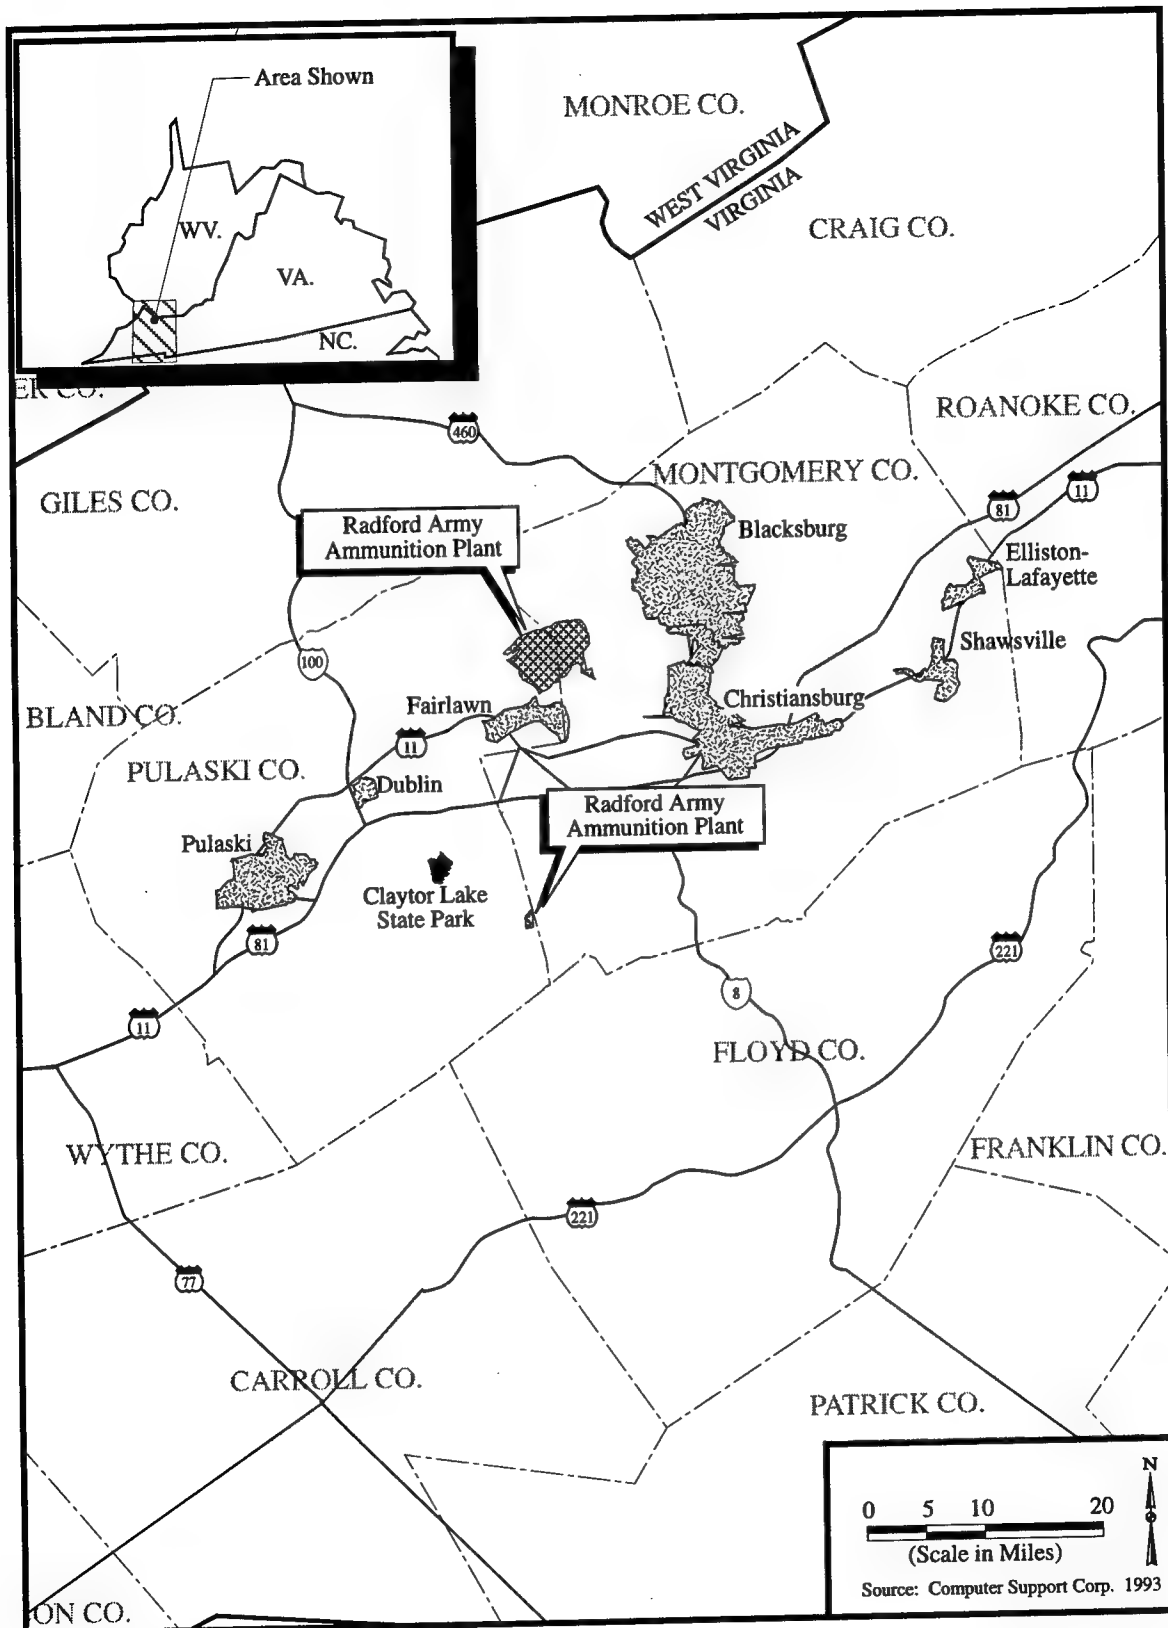 Area Shown
WV.
VA.
NC.
MONROE CO.
WEST VIRGINIA
VIRGINIA
CRAIG CO.
ER CO.
460
ROANOKE CO.
GILES CO.
MONTGOMERY CO.
81
11
Radford Army
Ammunition Plant
Blacksburg
Elliston-
Lafayette
100
Shawsville
BLAND CO.
Fairlawn
Christiansburg
11
PULASKI CO.
Dublin
Radford Army
Ammunition Plant
Pulaski
Claytor Lake
State Park
81
221
8
11
FLOYD CO.
WYTHE CO.
FRANKLIN CO.
221
77
CARROLL CO.
PATRICK CO.
N
0 5 10 20
(Scale in Miles)
Source: Computer Support Corp. 1993
ON CO.